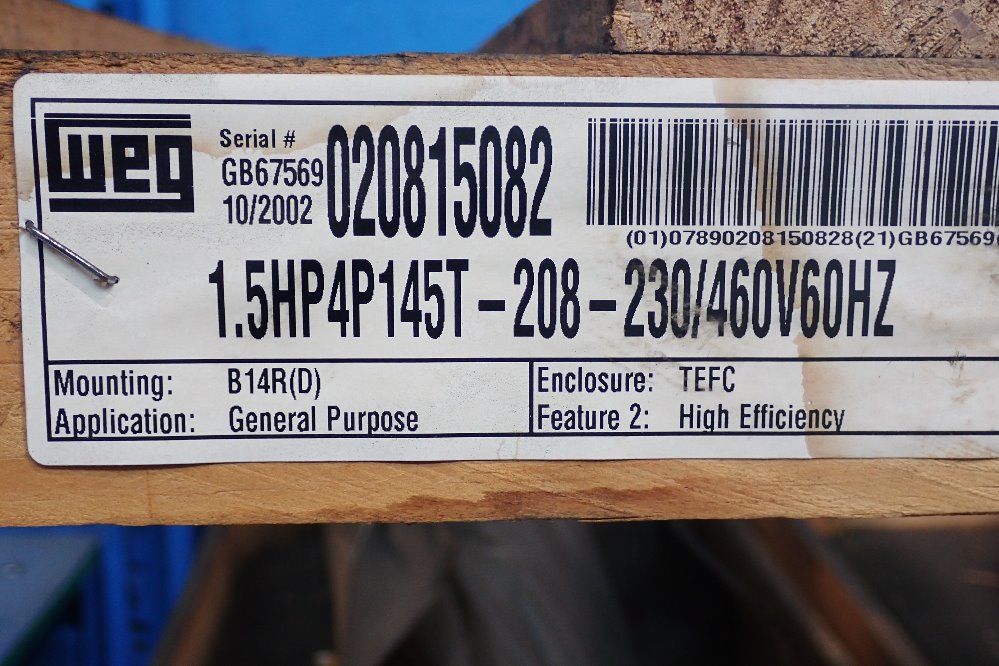 weg
Serial #
GB67569
10/2002
020815082
(01)07890208150828(21)GB67569
1.5HP4P145T-208-230/460V60HZ
Mounting: B14R(D)
Enclosure: TEFC
Application: General Purpose
Feature 2: High Efficiency